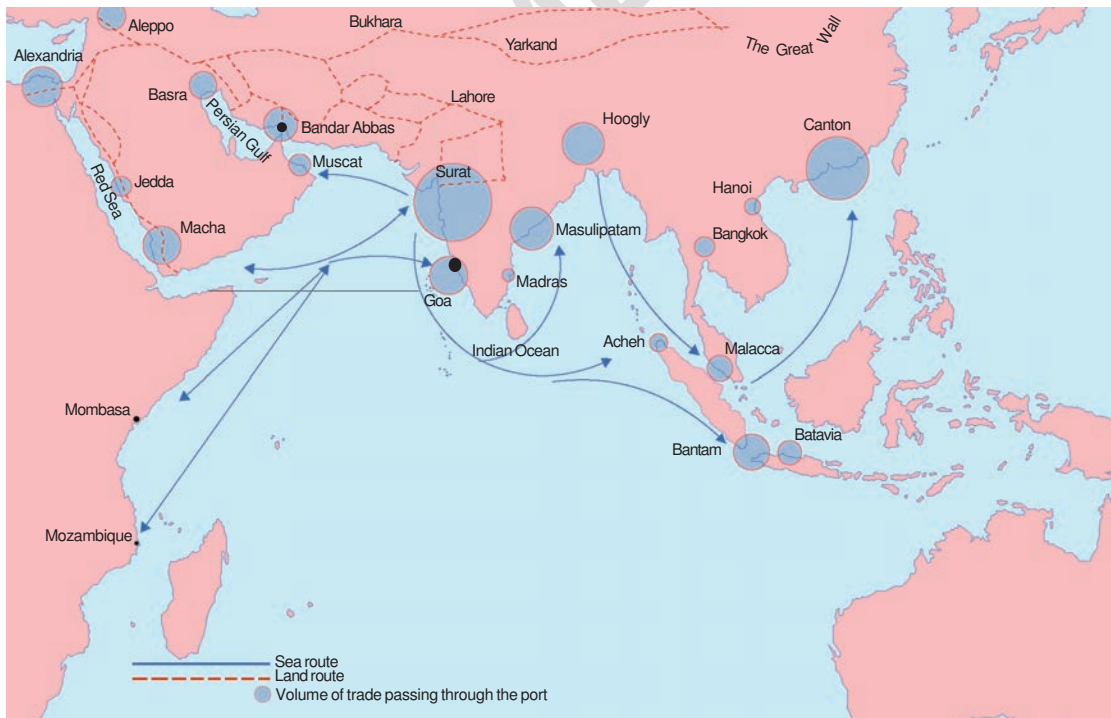 Aleppo
Bukhara
Yarkand
The Great Wall
Alexandria
Basra
Persian Gulf
Bandar Abbas
Lahore
Hoogly
Canton
Muscat
Surat
Red Sea
Jedda
Hanoi
Macha
Masulipatam
Bangkok
Goa
Madras
Indian Ocean
Acheh
Malacca
Mombasa
Bantam
Batavia
Mozambique
Sea route
Land route
Volume of trade passing through the port